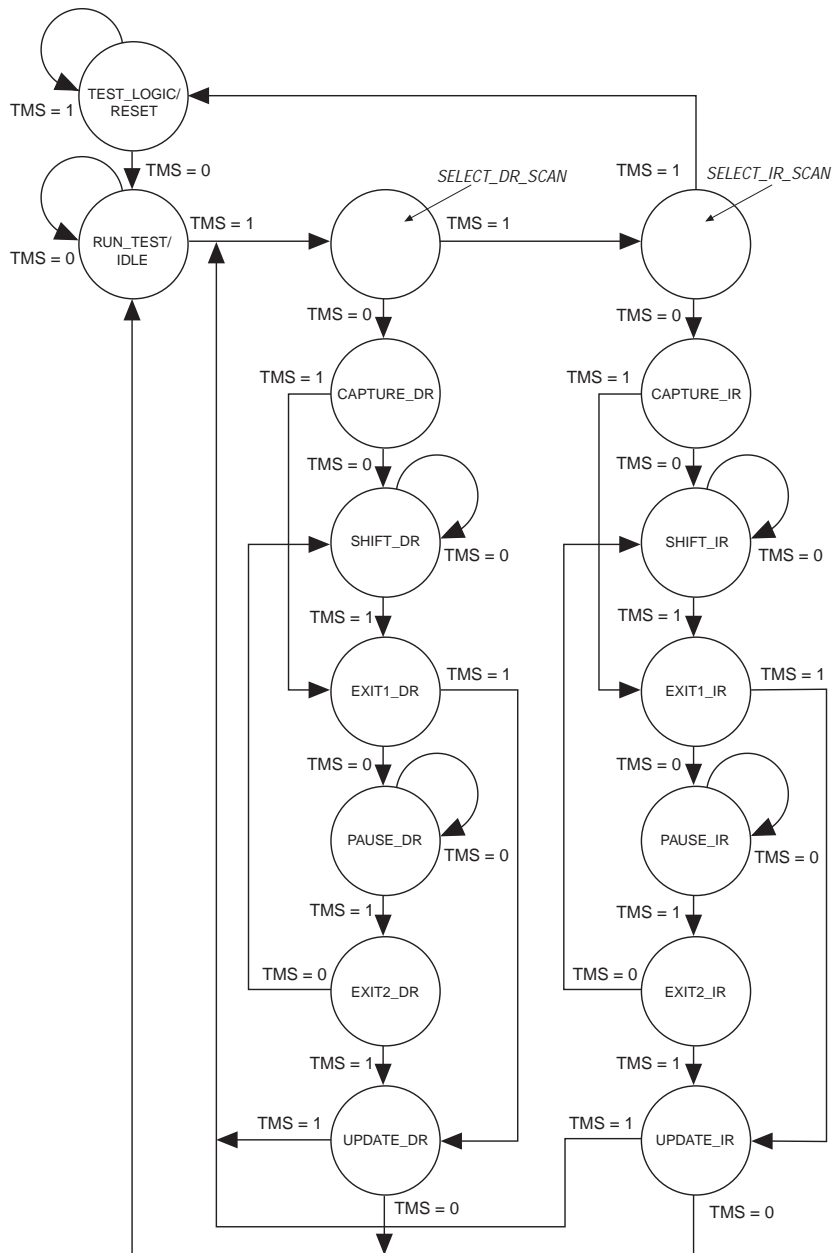 TEST_LOGIC/
RESET
TMS = 1
TMS = 0
SELECT_DR_SCAN
TMS = 1
SELECT_IR_SCAN
RUN_TEST/
IDLE
TMS = 0
TMS = 1
TMS = 1
TMS = 0
TMS = 0
TMS = 1
CAPTURE_DR
TMS = 1
CAPTURE_IR
TMS = 0
TMS = 0
SHIFT_DR
TMS = 0
SHIFT_IR
TMS = 0
TMS = 1
TMS = 1
EXIT1_DR
TMS = 1
EXIT1_IR
TMS = 1
TMS = 0
TMS = 0
PAUSE_DR
TMS = 0
PAUSE_IR
TMS = 0
TMS = 1
TMS = 1
TMS = 0
EXIT2_DR
TMS = 0
EXIT2_IR
TMS = 1
TMS = 1
TMS = 1
UPDATE_DR
TMS = 1
UPDATE_IR
TMS = 0
TMS = 0